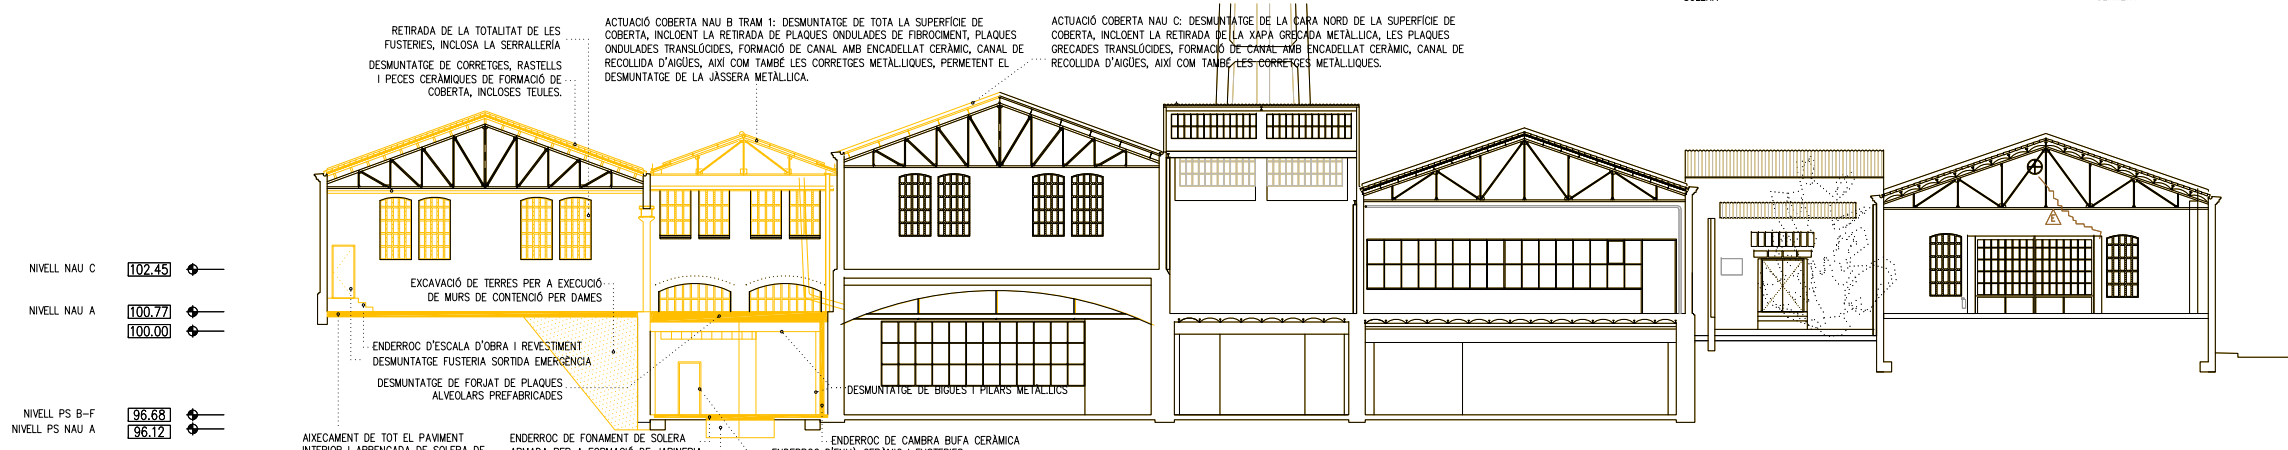 RETIRADA DE LA TOTALITAT DE LES
FUSTERIES, INCLOSA LA SERRALLERÍA
DESMUNTATGE DE CORRETGES, RASTELLS
I PECES CERÀMIQUES DE FORMACIÓ DE
COBERTA, INCLOSES TEULES.
ACTUACIÓ COBERTA NAU B TRAM 1: DESMUNTATGE DE TOTA LA SUPERFÍCIE DE
COBERTA, INCLOENT LA RETIRADA DE PLAQUES ONDULADES DE FIBROCIMENT, PLAQUES
ONDULADES TRANSLÚCIDES, FORMACIÓ DE CANAL AMB ENCADELLAT CERÀMIC, CANAL DE
RECOLLIDA D'AIGÜES, AIXÍ COM TAMBÉ LES CORRETGES METÀL.LIQUES, PERMETENT EL
DESMUNTATGE DE LA JÀSSERA METÀL.LICA.
ACTUACIÓ COBERTA NAU C: DESMUNTATGE DE LA CARA NORD DE LA SUPERFÍCIE DE
COBERTA, INCLOENT LA RETIRADA DE LA XAPA GRECADA METÀL.LICA, LES PLAQUES
GRECADES TRANSLÚCIDES, FORMACIÓ DE CANAL AMB ENCADELLAT CERÀMIC, CANAL DE
RECOLLIDA D'AIGÜES, AIXÍ COM TAMBÉ LES CORRETGES METÀL.LIQUES.
NIVELL NAU C 102.45
NIVELL NAU A 100.77
100.00
NIVELL PS B-F 96.68
NIVELL PS NAU A 96.12
EXCAVACIÓ DE TERRES PER A EXECUCIÓ
DE MURS DE CONTENCIÓ PER DAMES
ENDERROC D'ESCALA D'OBRA I REVESTIMENT
DESMUNTATGE FUSTERIA SORTIDA EMERGÈNCIA
DESMUNTATGE DE FORJAT DE PLAQUES
ALVEOLARS PREFABRICADES
DESMUNTATGE DE BIGUES I PILARS METÀL.LICS
E
AIXECAMENT DE TOT EL PAVIMENT
ENDERROC DE FONAMENT DE SOLERA
ENDERROC DE CAMBRA BUFA CERÀMICA